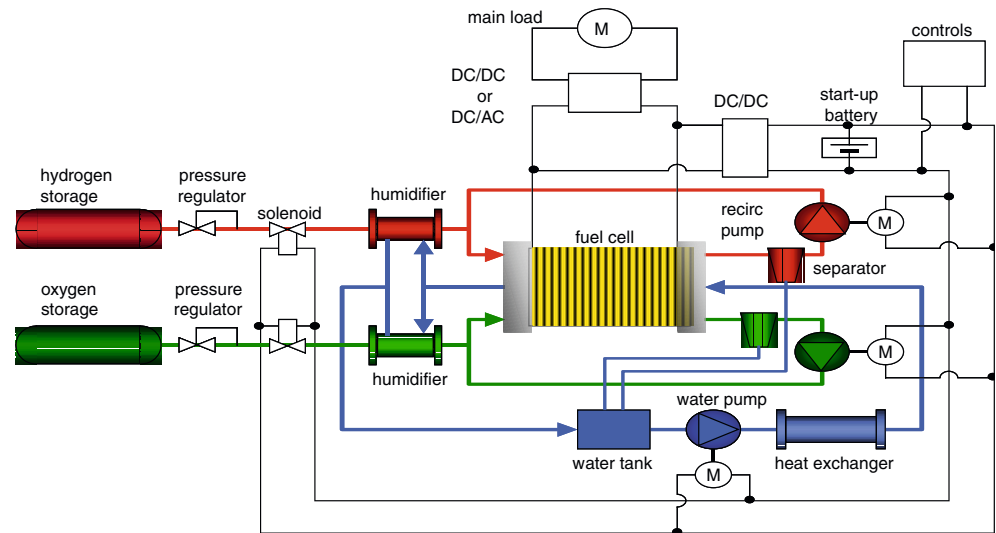 main load
M
DC/DC
or
DC/AC
DC/DC
start-up
battery
controls
hydrogen
storage
pressure
regulator
solenoid
humidifier
fuel cell
recirc
pump
M
separator
oxygen
storage
pressure
regulator
humidifier
M
water pump
water tank
M
heat exchanger